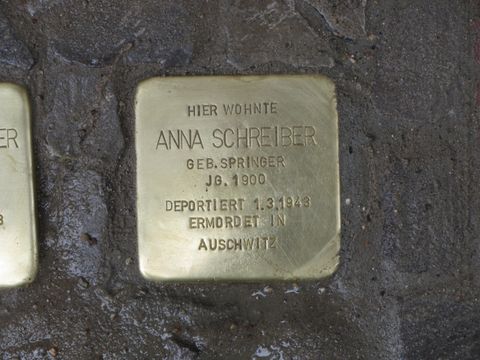 HIER WOHNTE
ANNA SCHREIBER
GEB. SPRINGER
JG. 1900
DEPORTIERT 1.3.1943
ERMORDET IN
AUSCHWITZ